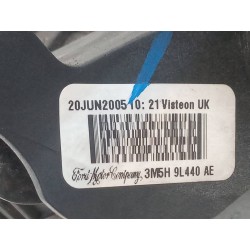 20JUN2005 10: 21 Visteon UK
Ford Motor Company, 3M5H 9L440 AE